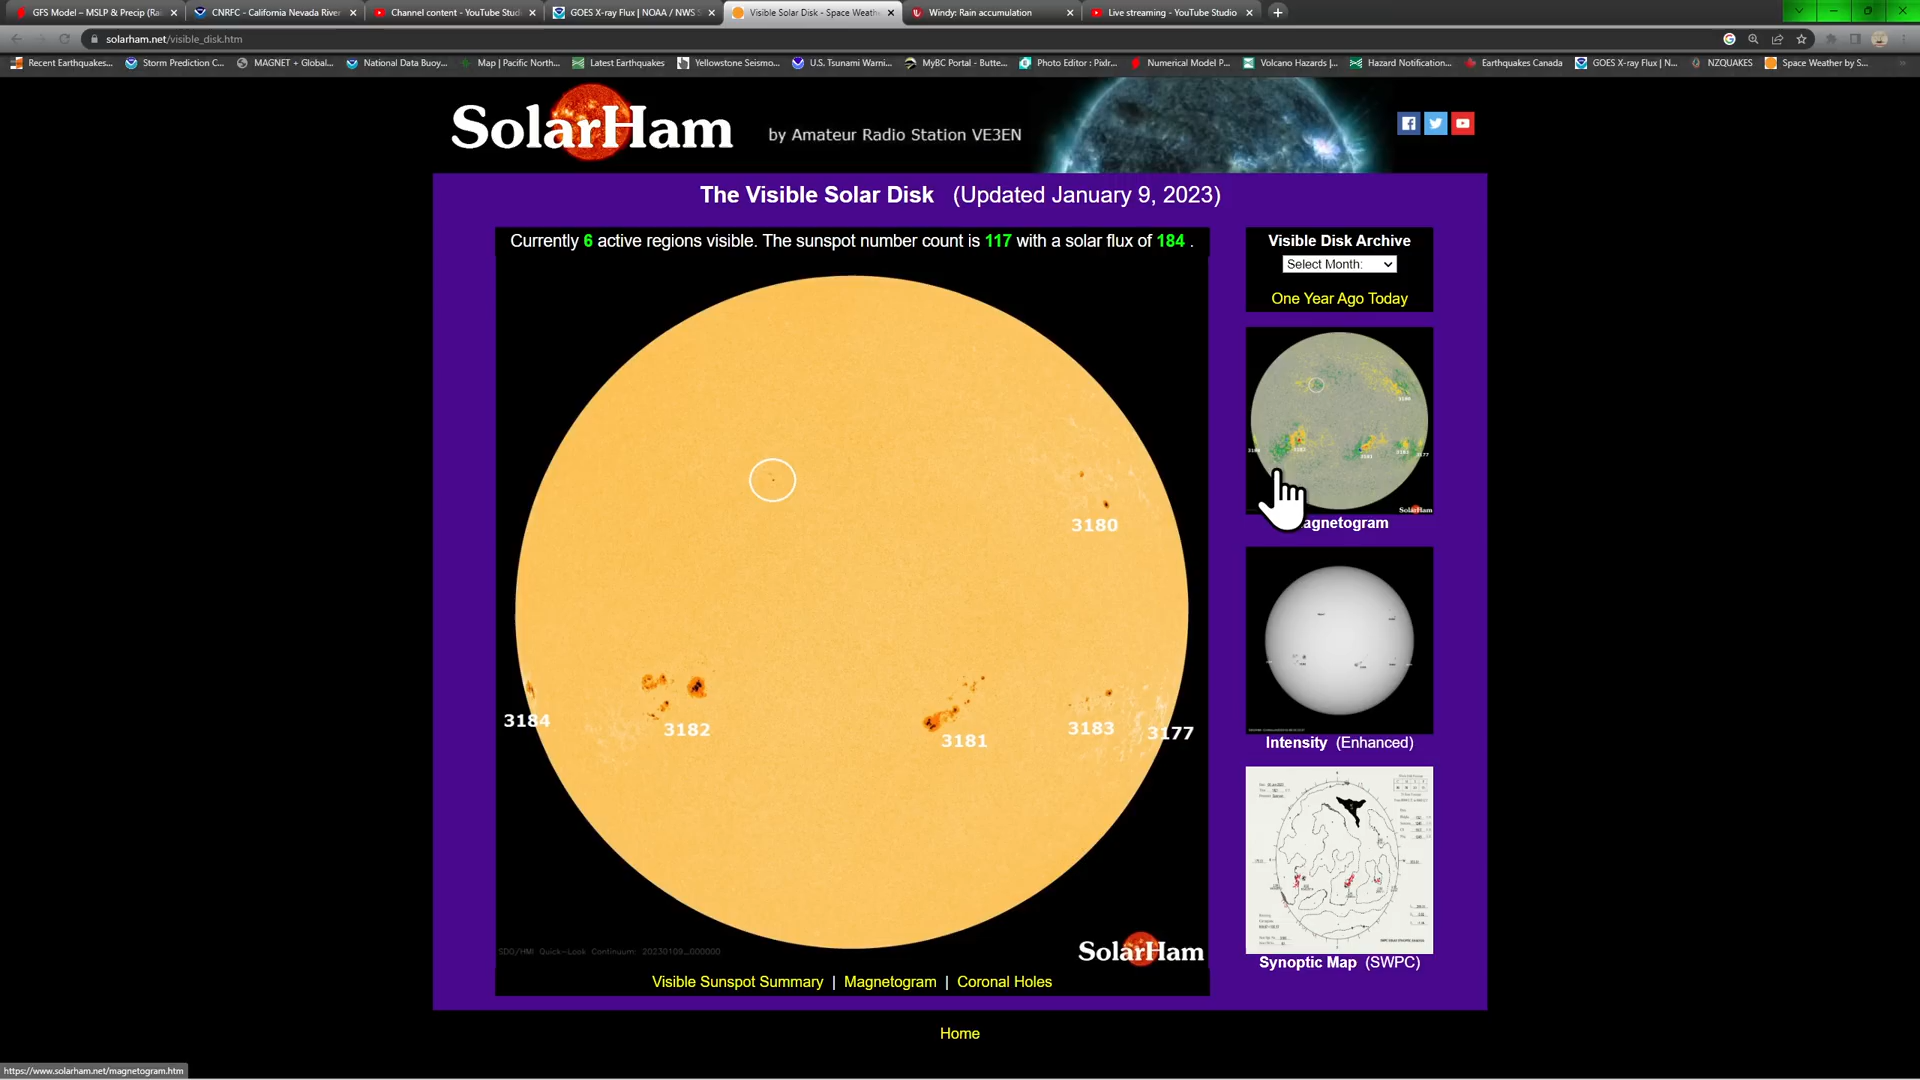 GFS Model – MSLP & Precip (Ra
CNRFC - California Nevada River
Channel content - YouTube Stud
GOES X-ray Flux | NOAA / NWS S
Visible Solar Disk - Space Weath
Windy: Rain accumulation
Live streaming - YouTube Studio
solarham.net/visible_disk.htm
Recent Earthquakes...
Storm Prediction C...
MAGNET + Global...
National Data Buoy...
Map | Pacific North...
Latest Earthquakes
Yellowstone Seismo...
U.S. Tsunami Warni...
MyBC Portal - Butte...
Photo Editor : Pixlr...
Numerical Model P...
Volcano Hazards |...
Hazard Notification...
Earthquakes Canada
GOES X-ray Flux | N...
NZQUAKES
Space Weather by S...
SolarHam
by Amateur Radio Station VE3EN
The Visible Solar Disk (Updated January 9, 2023)
Currently 6 active regions visible. The sunspot number count is 117 with a solar flux of 184 .
Visible Disk Archive
Select Month:
One Year Ago Today
3180
3184
3182
3181
3183
3177
SDO/HMI Quick-Look Continuum: 20230109_000000
SolarHam
SolarHam
agnetogram
Intensity (Enhanced)
Synoptic Map (SWPC)
Visible Sunspot Summary | Magnetogram | Coronal Holes
Home
https://www.solarham.net/magnetogram.htm